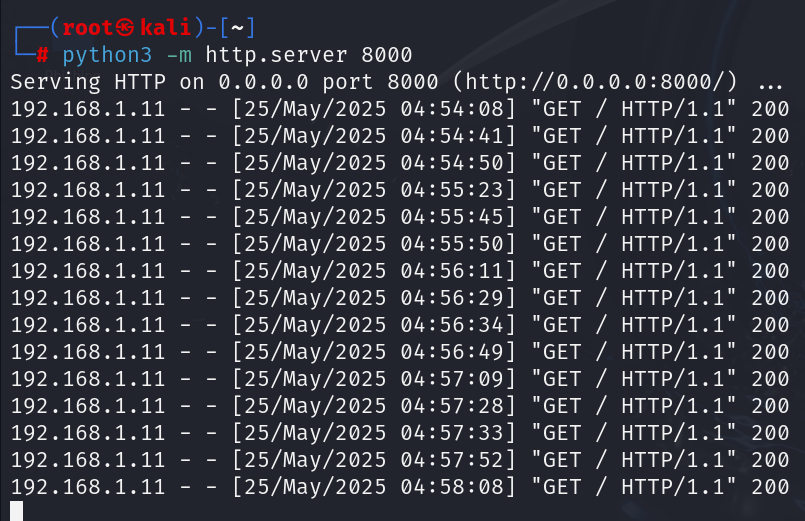 ┌──(root㉿kali)-[~]
└─# python3 -m http.server 8000
Serving HTTP on 0.0.0.0 port 8000 (http://0.0.0.0:8000/) ...
192.168.1.11 - - [25/May/2025 04:54:08] "GET / HTTP/1.1" 200
192.168.1.11 - - [25/May/2025 04:54:41] "GET / HTTP/1.1" 200
192.168.1.11 - - [25/May/2025 04:54:50] "GET / HTTP/1.1" 200
192.168.1.11 - - [25/May/2025 04:55:23] "GET / HTTP/1.1" 200
192.168.1.11 - - [25/May/2025 04:55:45] "GET / HTTP/1.1" 200
192.168.1.11 - - [25/May/2025 04:55:50] "GET / HTTP/1.1" 200
192.168.1.11 - - [25/May/2025 04:56:11] "GET / HTTP/1.1" 200
192.168.1.11 - - [25/May/2025 04:56:29] "GET / HTTP/1.1" 200
192.168.1.11 - - [25/May/2025 04:56:34] "GET / HTTP/1.1" 200
192.168.1.11 - - [25/May/2025 04:56:49] "GET / HTTP/1.1" 200
192.168.1.11 - - [25/May/2025 04:57:09] "GET / HTTP/1.1" 200
192.168.1.11 - - [25/May/2025 04:57:28] "GET / HTTP/1.1" 200
192.168.1.11 - - [25/May/2025 04:57:33] "GET / HTTP/1.1" 200
192.168.1.11 - - [25/May/2025 04:57:52] "GET / HTTP/1.1" 200
192.168.1.11 - - [25/May/2025 04:58:08] "GET / HTTP/1.1" 200